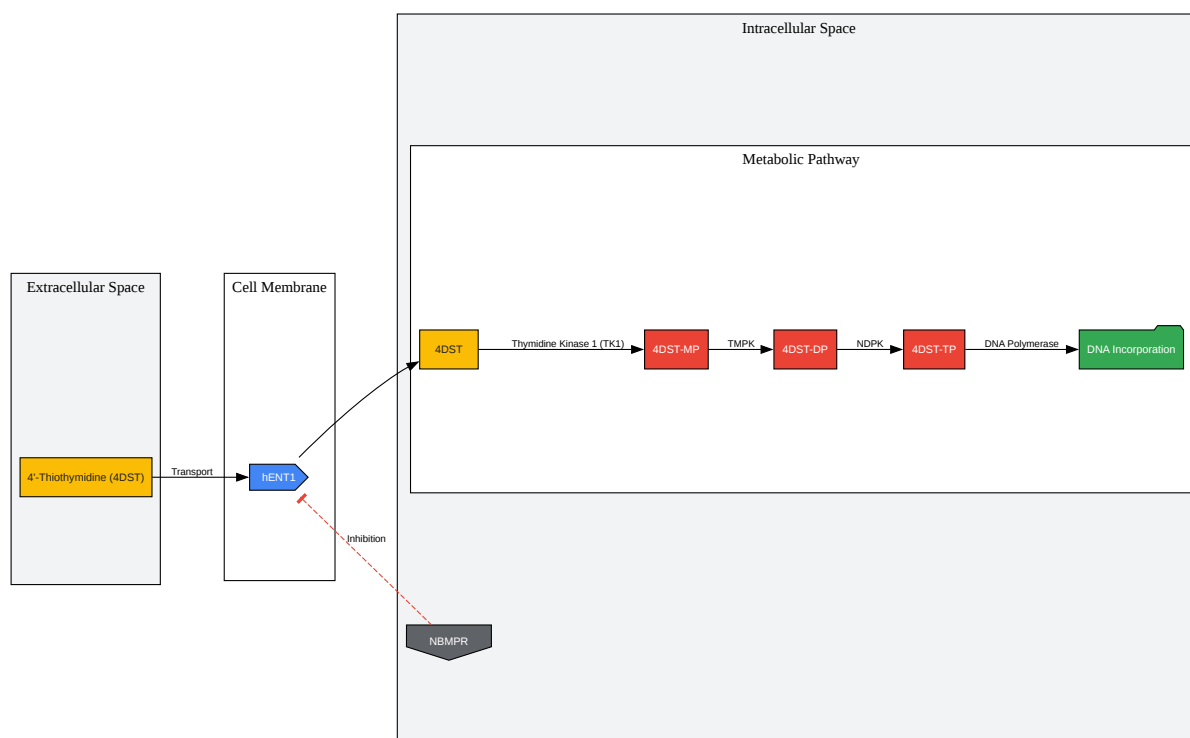 Intracellular Space
Metabolic Pathway
Extracellular Space
Cell Membrane
4DST
Thymidine Kinase 1 (TK1)
4DST-MP
TMPK
4DST-DP
NDPK
4DST-TP
DNA Polymerase
DNA Incorporation
4'-Thiothymidine (4DST)
Transport
hENT1
Inhibition
NBMPR